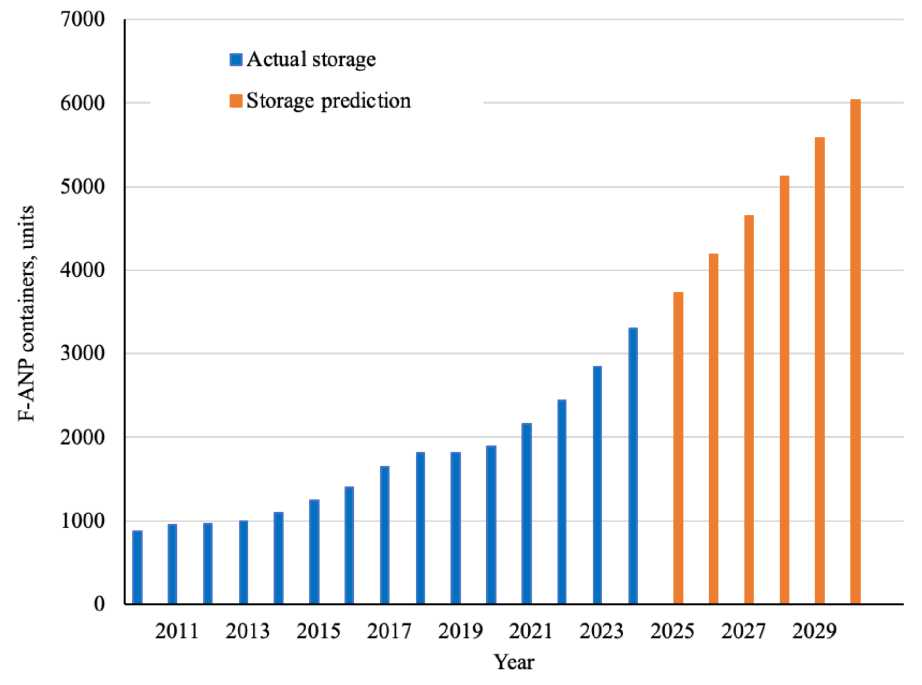 7000
Actual storage
6000
Storage prediction
5000
4000
3000
2000
1000
0
F-ANP containers, units
2011 2013 2015 2017 2019 2021 2023 2025 2027 2029
Year